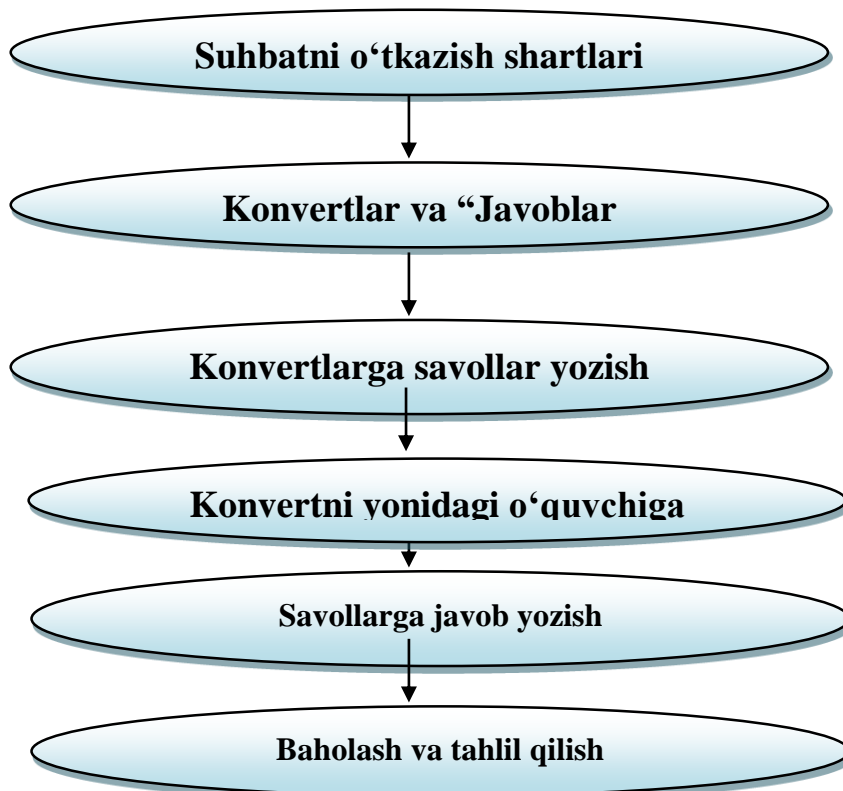 Suhbatni o‘tkazish shartlari
Konvertlar va “Javoblar
Konvertlarga savollar yozish
Konvertni yonidagi o‘quvchiga
Savollarga javob yozish
Baholash va tahlil qilish